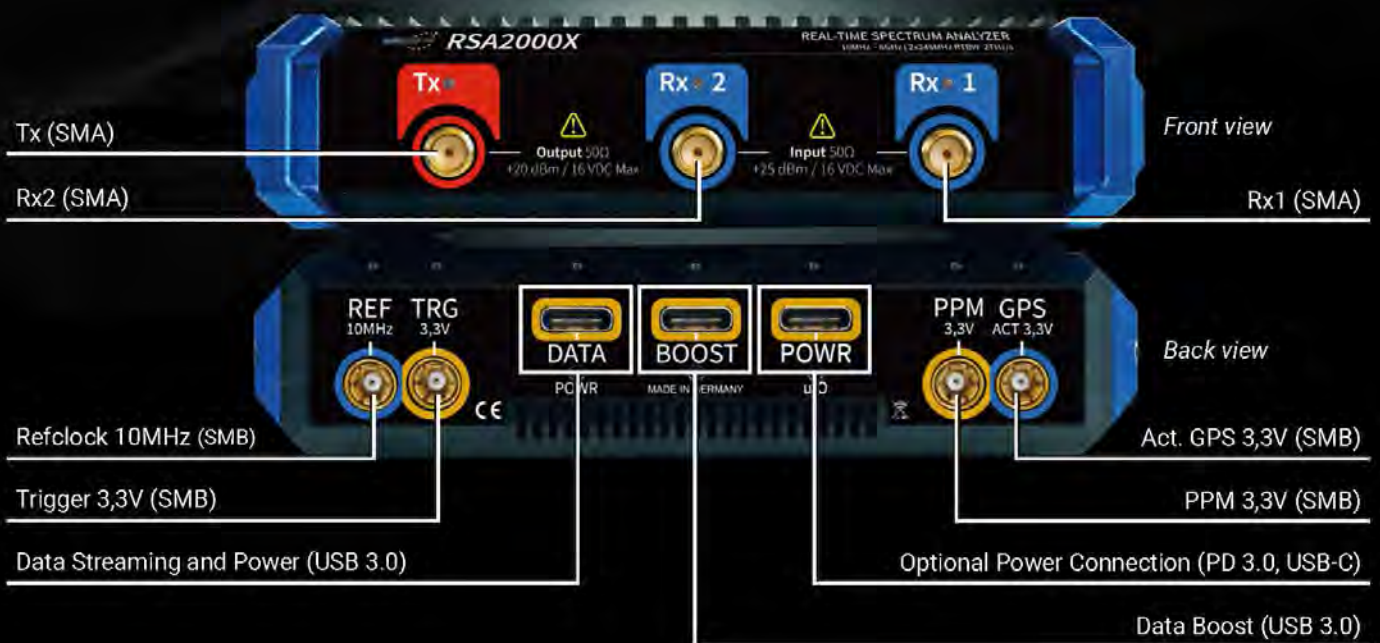 RSA2000X
REAL-TIME SPECTRUM ANALYZER
Tx
Rx 2
Rx 1
Tx (SMA)
Output 50Ω
+20 dBm / 16 VDC Max
Input 50Ω
+25 dBm / 16 VDC Max
Front view
Rx2 (SMA)
Rx1 (SMA)
REF
10MHz
TRG
3,3V
DATA
BOOST
POWR
PPM
3,3V
GPS
ACT 3,3V
Back view
MADE IN GERMANY
CE
Refclock 10MHz (SMB)
Act. GPS 3,3V (SMB)
Trigger 3,3V (SMB)
PPM 3,3V (SMB)
Data Streaming and Power (USB 3.0)
Optional Power Connection (PD 3.0, USB-C)
Data Boost (USB 3.0)